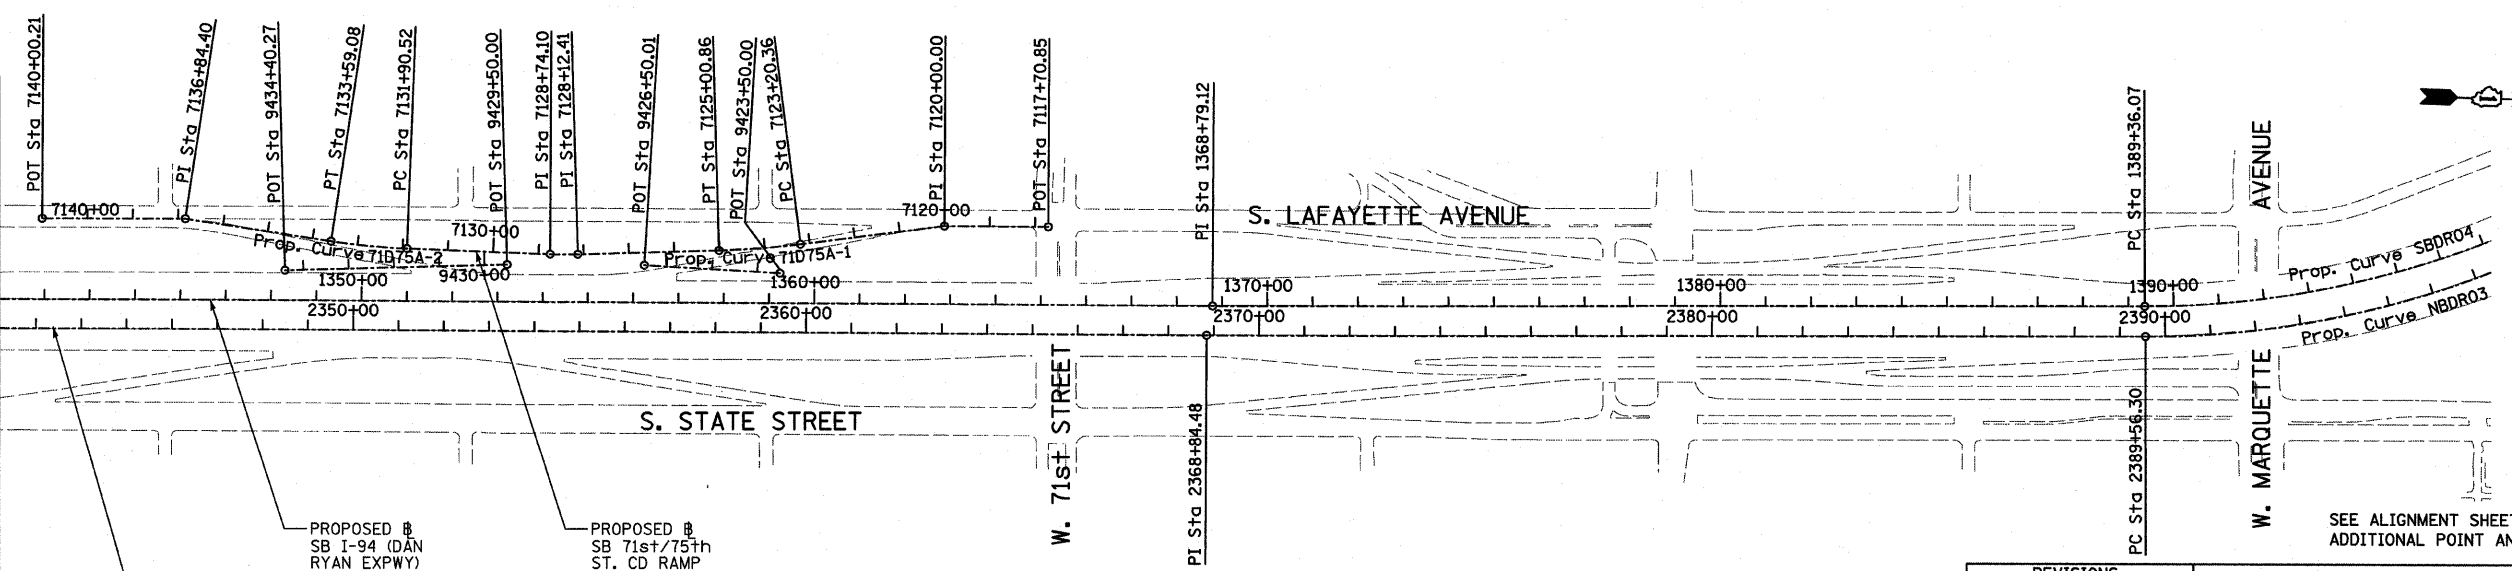 POT Sta 7140+00.21
PI Sta 7136+84.40
POT Sta 9434+40.27
PT Sta 7133+59.08
PC Sta 7131+90.52
POT Sta 9429+50.00
PI Sta 7128+74.10
PI Sta 7128+12.41
POT Sta 9426+50.01
PT Sta 7125+00.86
POT Sta 9423+50.00
PC Sta 7123+20.36
PI Sta 7120+00.00
POT Sta 7117+70.85
PI Sta 1368+79.12
PC Sta 1389+36.07
W. MARQUETTE AVENUE
7140+00
7130+00
7120+00
S. LAFAYETTE AVENUE
Prop. Curve 71D75A-2
Prop. Curve 71D75A-1
9430+00
1350+00
1360+00
1370+00
1380+00
1390+00
Prop. Curve SBDR04
2350+00
2360+00
2370+00
2380+00
2390+00
Prop. Curve NBDR03
S. STATE STREET
W. 71st STREET
PI Sta 2368+84.48
PC Sta 2389+56.30
PROPOSED ℄
SB I-94 (DAN
RYAN EXPWY)
PROPOSED ℄
SB 71st/75th
ST. CD RAMP
SEE ALIGNMENT SHEET
ADDITIONAL POINT AN
REVISIONS